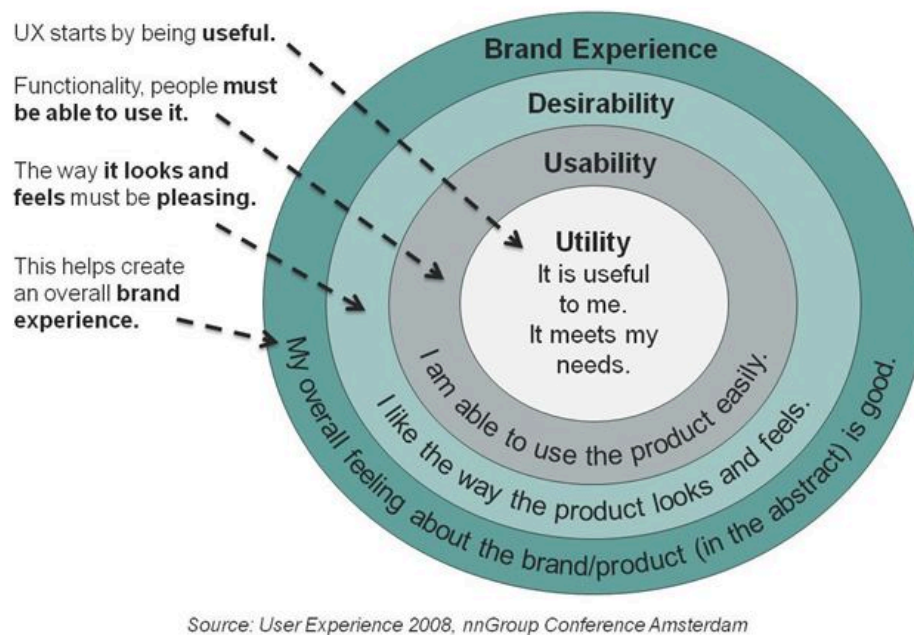 UX starts by being useful.
Functionality, people must
be able to use it.
The way it looks and
feels must be pleasing.
This helps create
an overall brand
experience.
Brand Experience
Desirability
Usability
Utility
It is useful
to me.
It meets my
needs.
I am able to use the product easily.
I like the way the product looks and feels.
My overall feeling about the brand/product (in the abstract) is good.
Source: User Experience 2008, nnGroup Conference Amsterdam